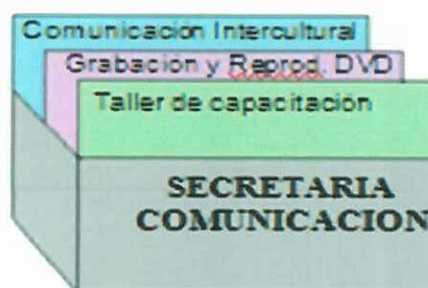 Comunicación Intercultural
Grabación y Reprod. DVD
Taller de capacitación
SECRETARIA
COMUNICACION